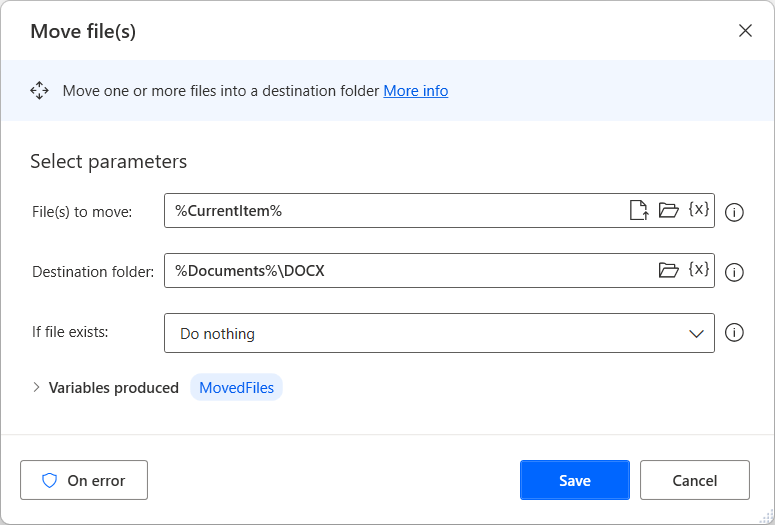 Move file(s)
Move one or more files into a destination folder More info
Select parameters
File(s) to move: %CurrentItem% {x}
Destination folder: %Documents%\DOCX {x}
If file exists: Do nothing
Variables produced MovedFiles
On error Save Cancel